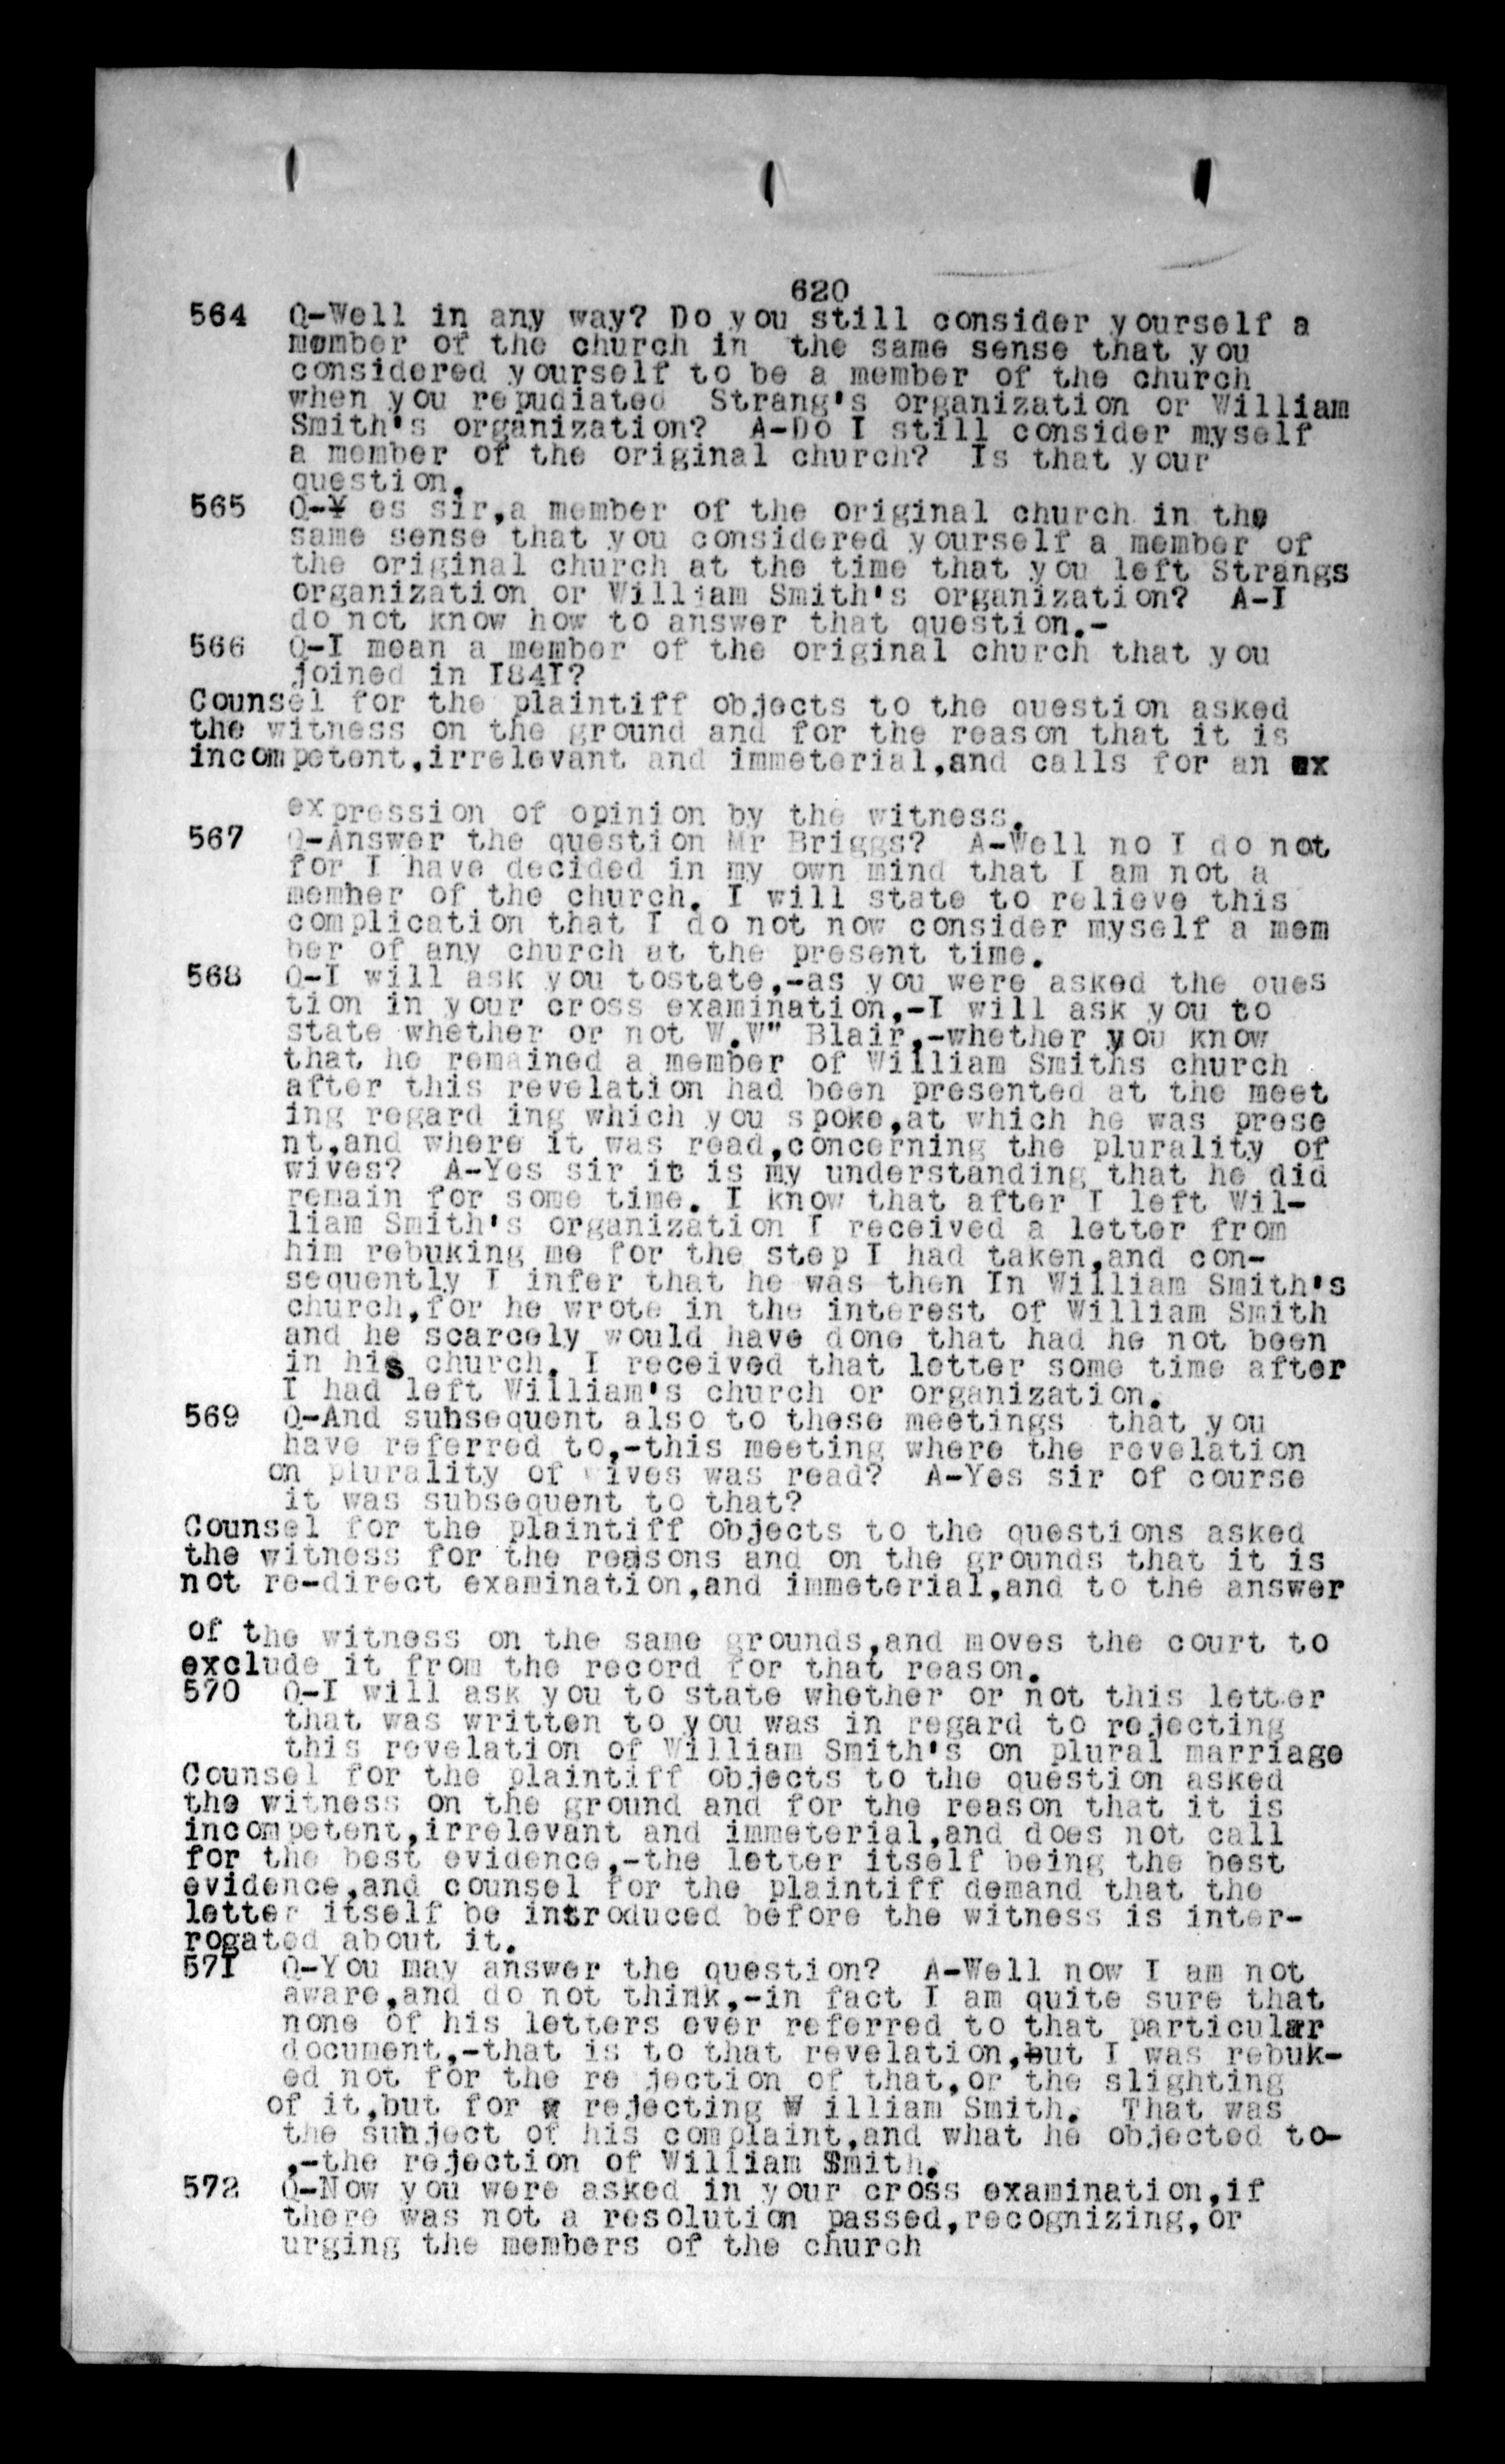 620
564 Q-Well in any way? Do you still consider yourself a
member of the church in the same sense that you
considered yourself to be a member of the church
when you repudiated Strang's organization or William
Smith's organization? A-Do I still consider myself
a member of the original church? Is that your
question.
565 Q-Y es sir,a member of the original church in the
same sense that you considered yourself a member of
the original church at the time that you left Strangs
organization or William Smith's organization? A-I
do not know how to answer that question.-
566 Q-I mean a member of the original church that you
joined in I84I?
Counsel for the plaintiff objects to the question asked
the witness on the ground and for the reason that it is
incompetent,irrelevant and immeterial,and calls for an ex
expression of opinion by the witness.
567 Q-Answer the question Mr Briggs? A-Well no I do not
for I have decided in my own mind that I am not a
member of the church. I will state to relieve this
complication that I do not now consider myself a mem
ber of any church at the present time.
568 Q-I will ask you tostate,-as you were asked the ques
tion in your cross examination,-I will ask you to
state whether or not W.W" Blair,-whether you know
that he remained a member of William Smiths church
after this revelation had been presented at the meet
ing regard ing which you spoke,at which he was prese
nt,and where it was read,concerning the plurality of
wives? A-Yes sir it is my understanding that he did
remain for some time. I know that after I left Wil-
liam Smith's organization I received a letter from
him rebuking me for the step I had taken,and con-
sequently I infer that he was then In William Smith's
church,for he wrote in the interest of William Smith
and he scarcely would have done that had he not been
in his church. I received that letter some time after
I had left William's church or organization.
569 Q-And subsequent also to these meetings that you
have referred to,-this meeting where the revelation
on plurality of wives was read? A-Yes sir of course
it was subsequent to that?
Counsel for the plaintiff objects to the questions asked
the witness for the reasons and on the grounds that it is
not re-direct examination,and immeterial,and to the answer
of the witness on the same grounds,and moves the court to
exclude it from the record for that reason.
570 Q-I will ask you to state whether or not this letter
that was written to you was in regard to rejecting
this revelation of William Smith's on plural marriage
Counsel for the plaintiff objects to the question asked
the witness on the ground and for the reason that it is
incompetent,irrelevant and immeterial,and does not call
for the best evidence,-the letter itself being the best
evidence,and counsel for the plaintiff demand that the
letter itself be introduced before the witness is inter-
rogated about it.
57I Q-You may answer the question? A-Well now I am not
aware,and do not think,-in fact I am quite sure that
none of his letters ever referred to that particular
document,-that is to that revelation,but I was rebuk-
ed not for the re jection of that,or the slighting
of it,but for rejecting W illiam Smith. That was
the subject of his complaint,and what he objected to-
,-the rejection of William Smith.
572 Q-Now you were asked in your cross examination,if
there was not a resolution passed,recognizing,or
urging the members of the church